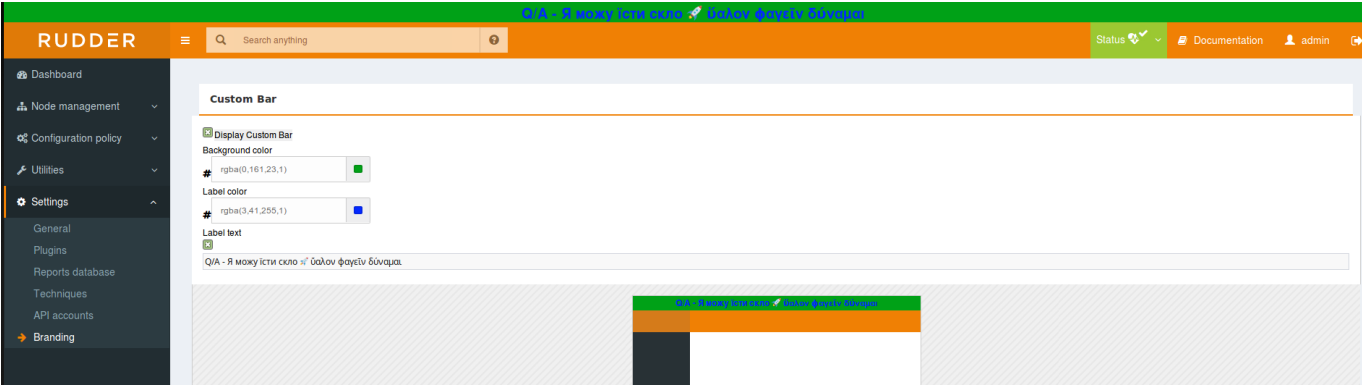 Q/A - Я можу їсти скло 🚀 ὕαλον φαγεῖν δύναμαι
RUDDER
Search anything
Status
Documentation
admin
Dashboard
Node management
Configuration policy
Utilities
Settings
General
Plugins
Reports database
Techniques
API accounts
Branding
Custom Bar
Display Custom Bar
Background color
# rgba(0,161,23,1)
Label color
# rgba(3,41,255,1)
Label text
Q/A - Я можу їсти скло 🚀 ὕαλον φαγεῖν δύναμαι
Q/A - Я можу їсти скло 🚀 ὕαλον φαγεῖν δύναμαι